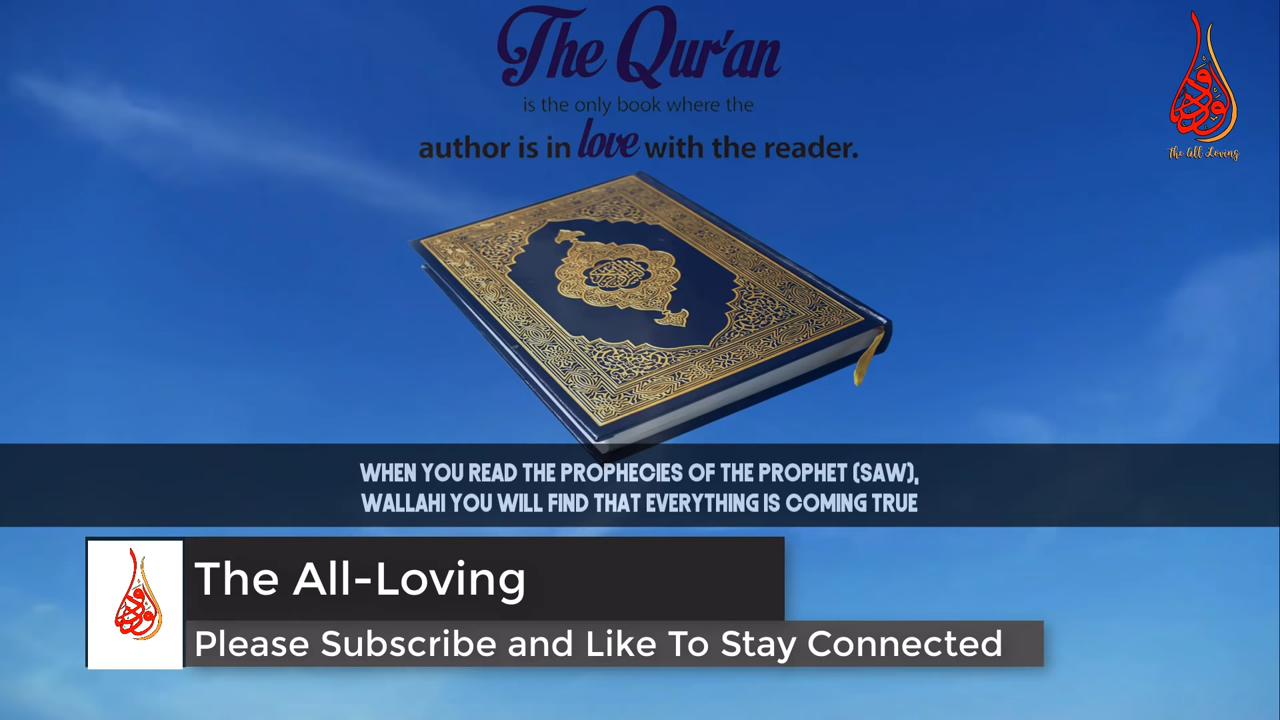 The Qur'an
is the only book where the
author is in love with the reader.
The All Loving
WHEN YOU READ THE PROPHECIES OF THE PROPHET (SAW),
WALLAHI YOU WILL FIND THAT EVERYTHING IS COMING TRUE
The All-Loving
Please Subscribe and Like To Stay Connected